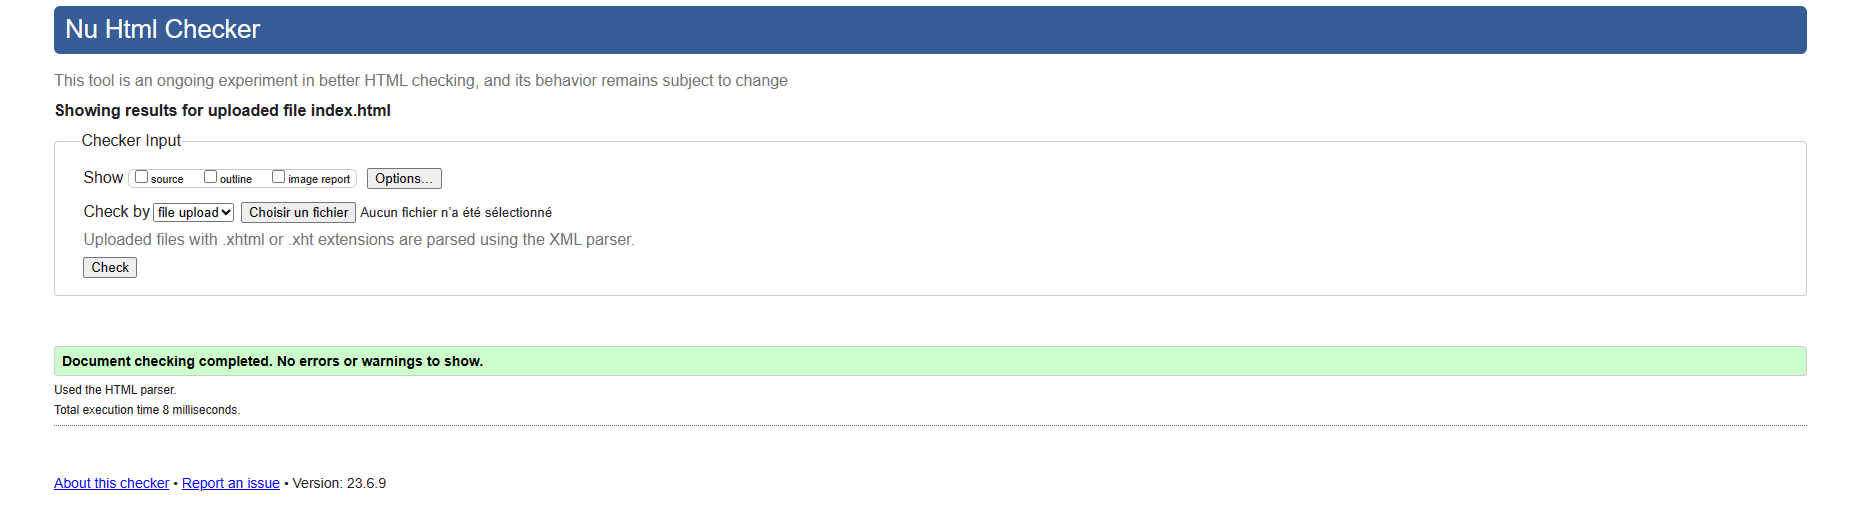 Nu Html Checker
This tool is an ongoing experiment in better HTML checking, and its behavior remains subject to change
Showing results for uploaded file index.html
Checker Input
Show source outline image report Options...
Check by file upload Choisir un fichier Aucun fichier n'a été sélectionné
Uploaded files with .xhtml or .xht extensions are parsed using the XML parser.
Check
Document checking completed. No errors or warnings to show.
Used the HTML parser.
Total execution time 8 milliseconds.
About this checker • Report an issue • Version: 23.6.9